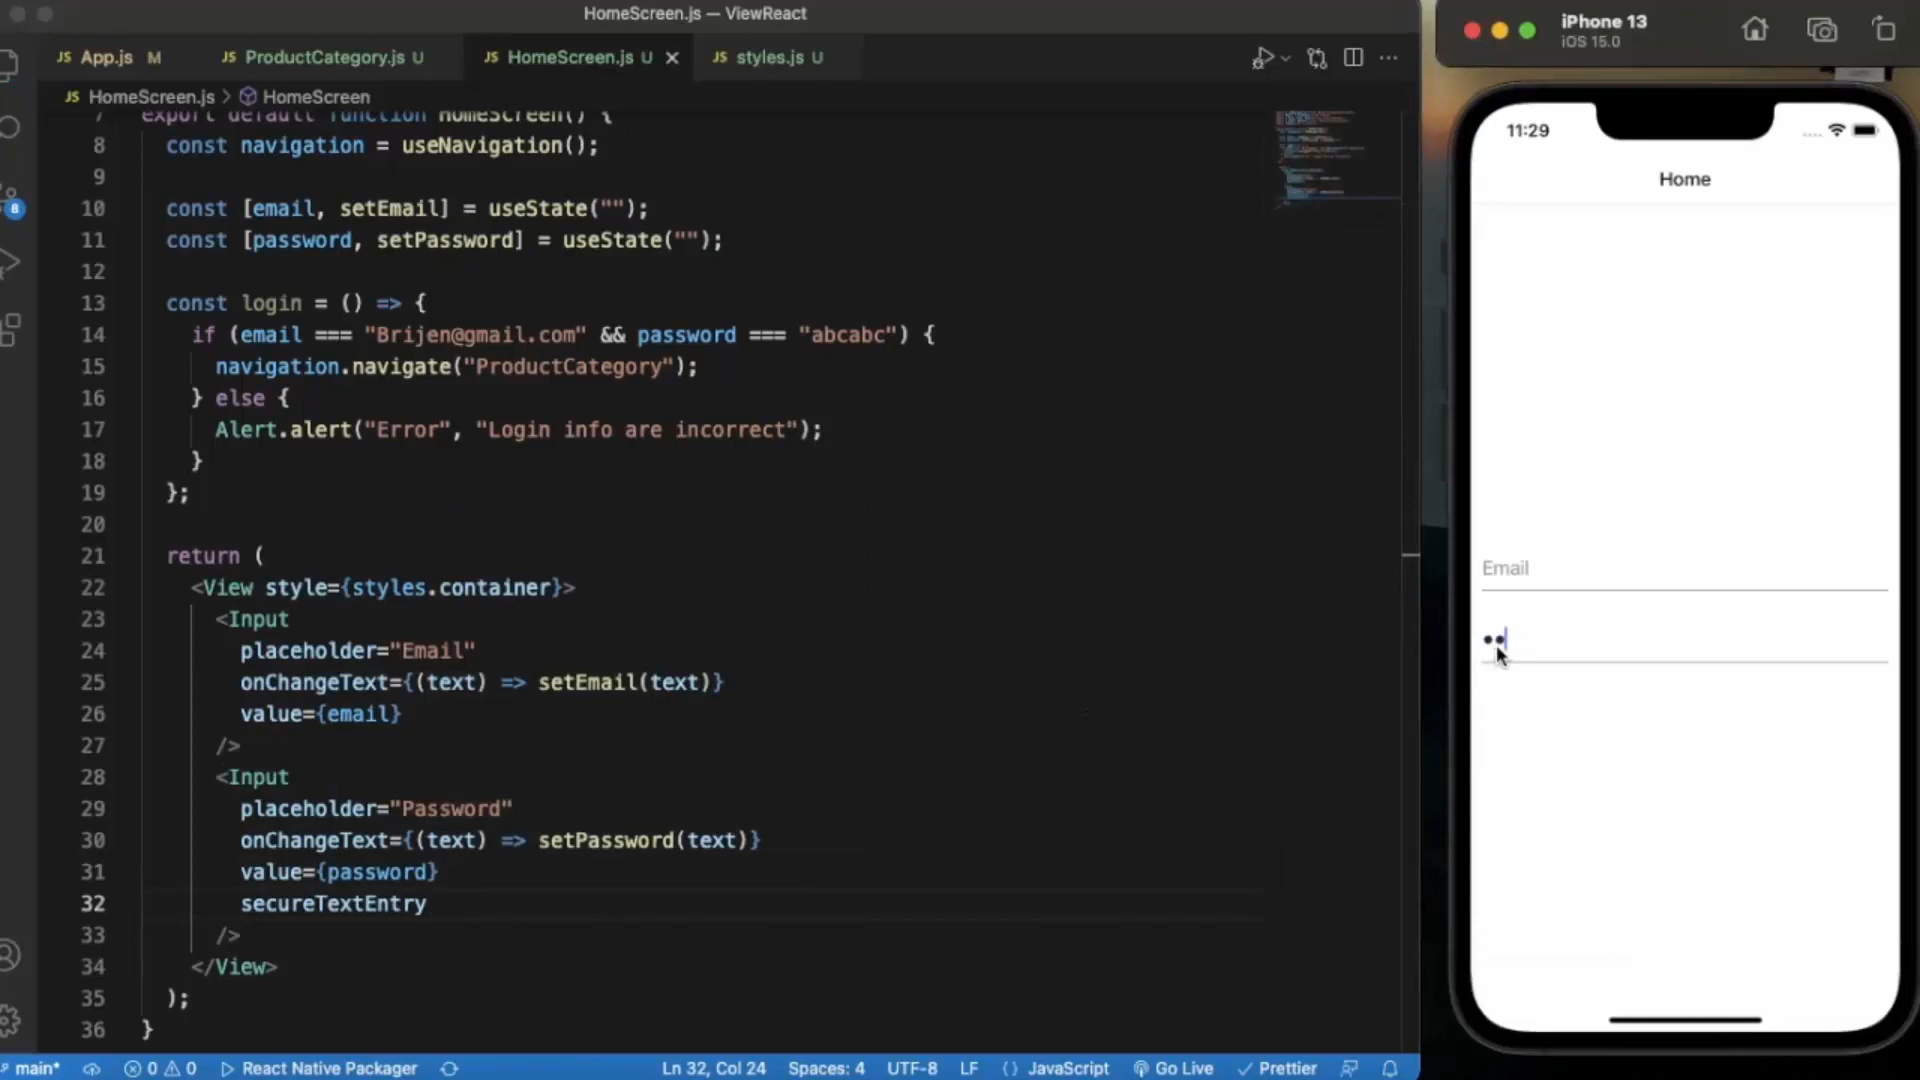 HomeScreen.js — ViewReact
JS App.js M
JS ProductCategory.js U
JS HomeScreen.js U
JS styles.js U
JS HomeScreen.js > HomeScreen
7 export default function HomeScreen() {
8 const navigation = useNavigation();
9
10 const [email, setEmail] = useState("");
11 const [password, setPassword] = useState("");
12
13 const login = () => {
14 if (email === "Brijen@gmail.com" && password === "abcabc") {
15 navigation.navigate("ProductCategory");
16 } else {
17 Alert.alert("Error", "Login info are incorrect");
18 }
19 };
20
21 return (
22 <View style={styles.container}>
23 <Input
24 placeholder="Email"
25 onChangeText={(text) => setEmail(text)}
26 value={email}
27 />
28 <Input
29 placeholder="Password"
30 onChangeText={(text) => setPassword(text)}
31 value={password}
32 secureTextEntry
33 />
34 </View>
35 );
36 }
8
main* 0 0 React Native Packager Ln 32, Col 24 Spaces: 4 UTF-8 LF {} JavaScript Go Live Prettier
iPhone 13
iOS 15.0
11:29
Home
Email